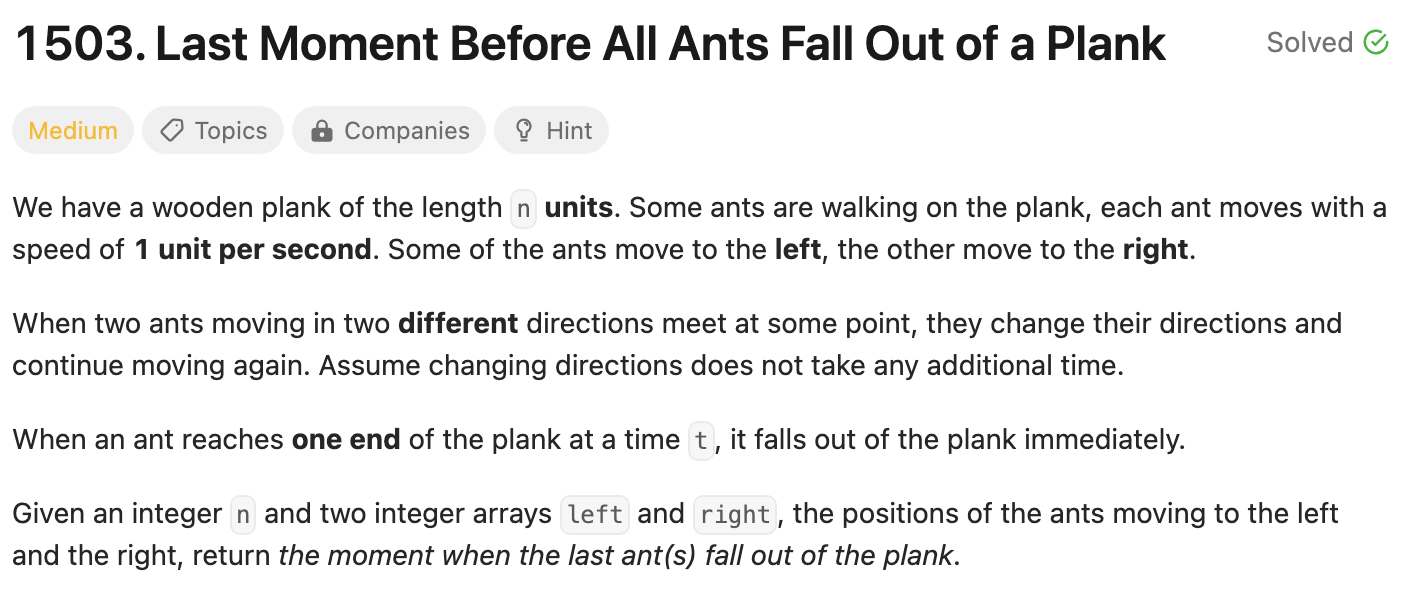 1503. Last Moment Before All Ants Fall Out of a Plank
Solved
Medium Topics Companies Hint
We have a wooden plank of the length n units. Some ants are walking on the plank, each ant moves with a
speed of 1 unit per second. Some of the ants move to the left, the other move to the right.
When two ants moving in two different directions meet at some point, they change their directions and
continue moving again. Assume changing directions does not take any additional time.
When an ant reaches one end of the plank at a time t, it falls out of the plank immediately.
Given an integer n and two integer arrays left and right, the positions of the ants moving to the left
and the right, return the moment when the last ant(s) fall out of the plank.